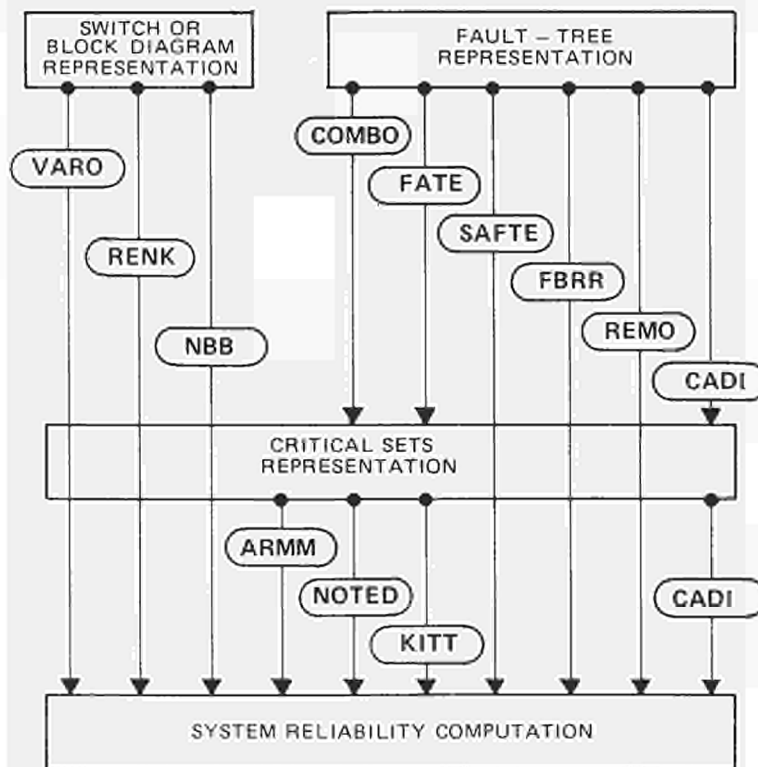 SWITCH OR
BLOCK DIAGRAM
REPRESENTATION
FAULT – TREE
REPRESENTATION
COMBO
VARO
FATE
SAFTE
RENK
FBRR
REMO
NBB
CADI
CRITICAL SETS
REPRESENTATION
ARMM
NOTED
CADI
KITT
SYSTEM RELIABILITY COMPUTATION